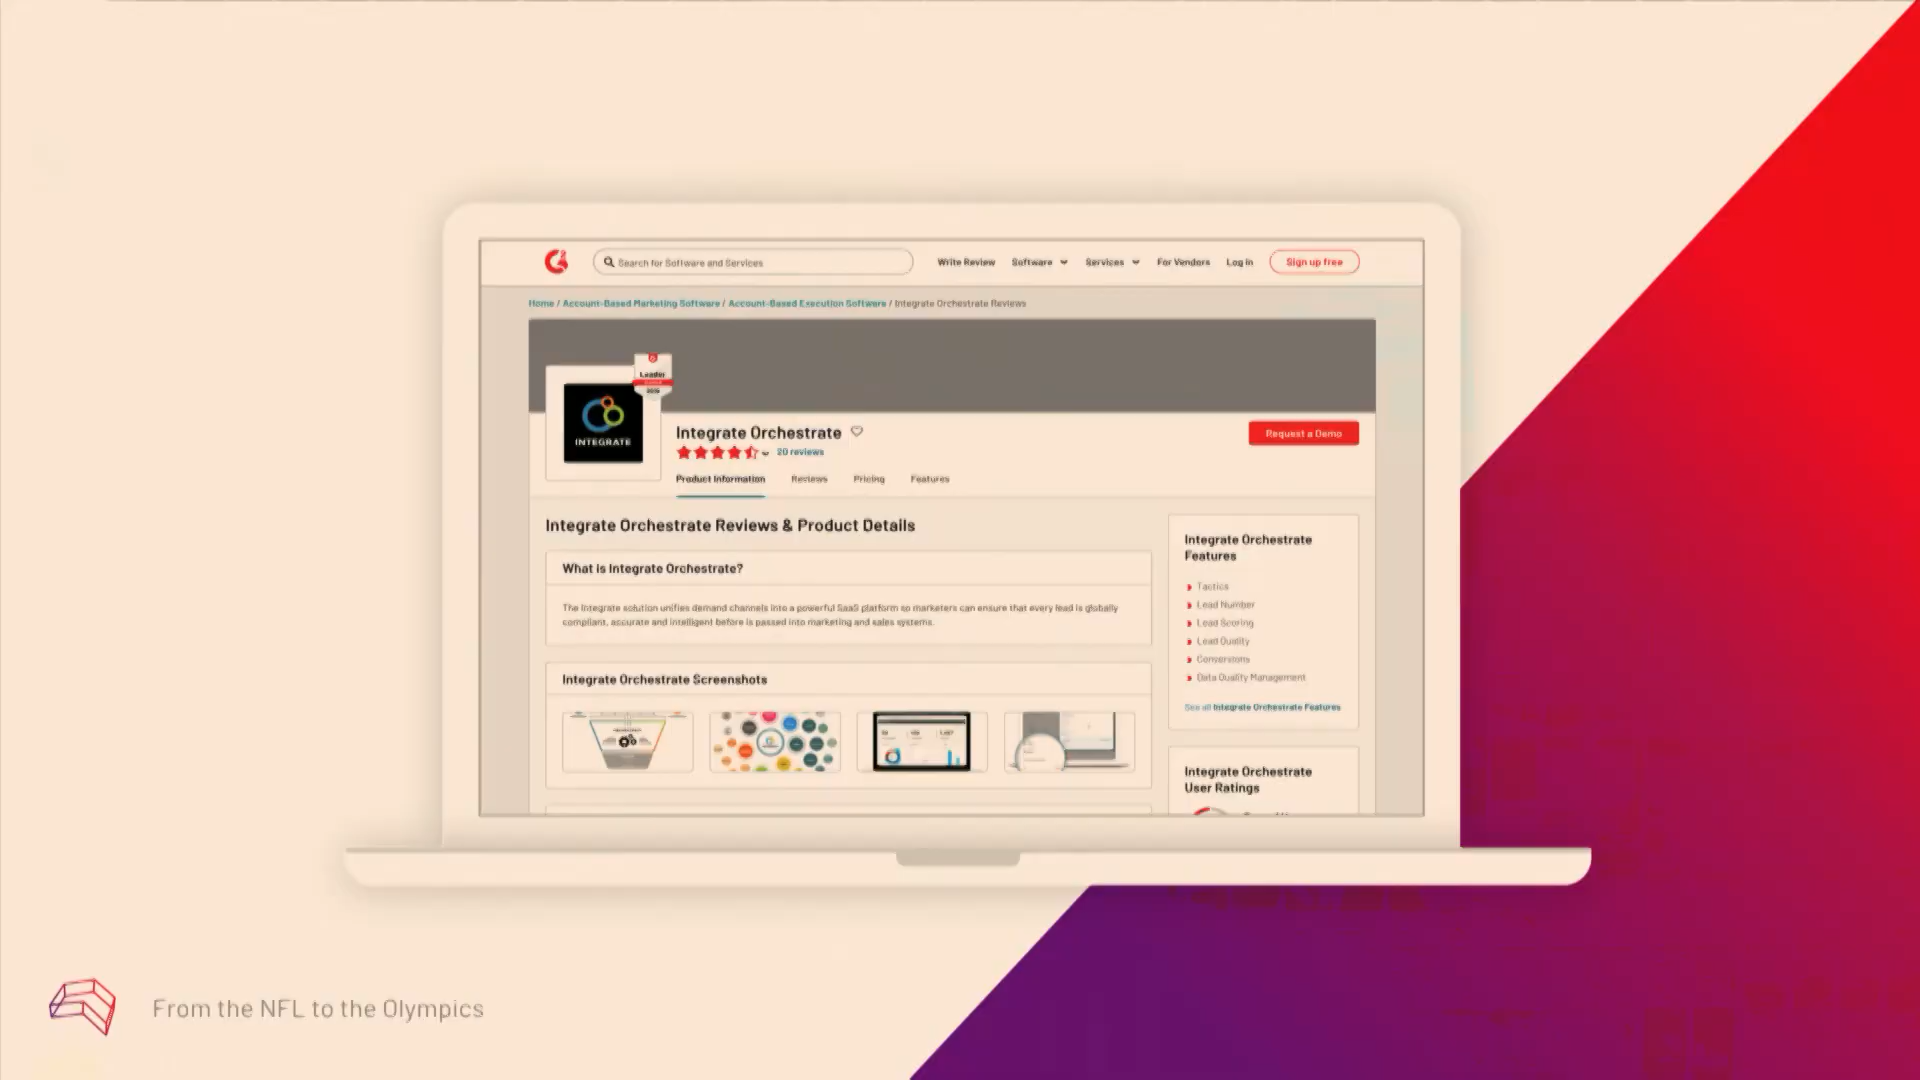 Search for Software and Services
Write Review Software Services For Vendors Log In Sign up free
Home / Account-Based Marketing Software / Account-Based Execution Software / Integrate Orchestrate Reviews
Leader
INTEGRATE
Integrate Orchestrate
20 reviews
Request a Demo
Product Information Reviews Pricing Features
Integrate Orchestrate Reviews & Product Details
What is Integrate Orchestrate?
The Integrate solution unifies demand channels into a powerful SaaS platform so marketers can ensure that every lead is globally
compliant, accurate and intelligent before is passed into marketing and sales systems.
Integrate Orchestrate Screenshots
Integrate Orchestrate
Features
Tactics
Lead Number
Lead Scoring
Lead Quality
Conversions
Data Quality Management
See all Integrate Orchestrate Features
Integrate Orchestrate
User Ratings
From the NFL to the Olympics